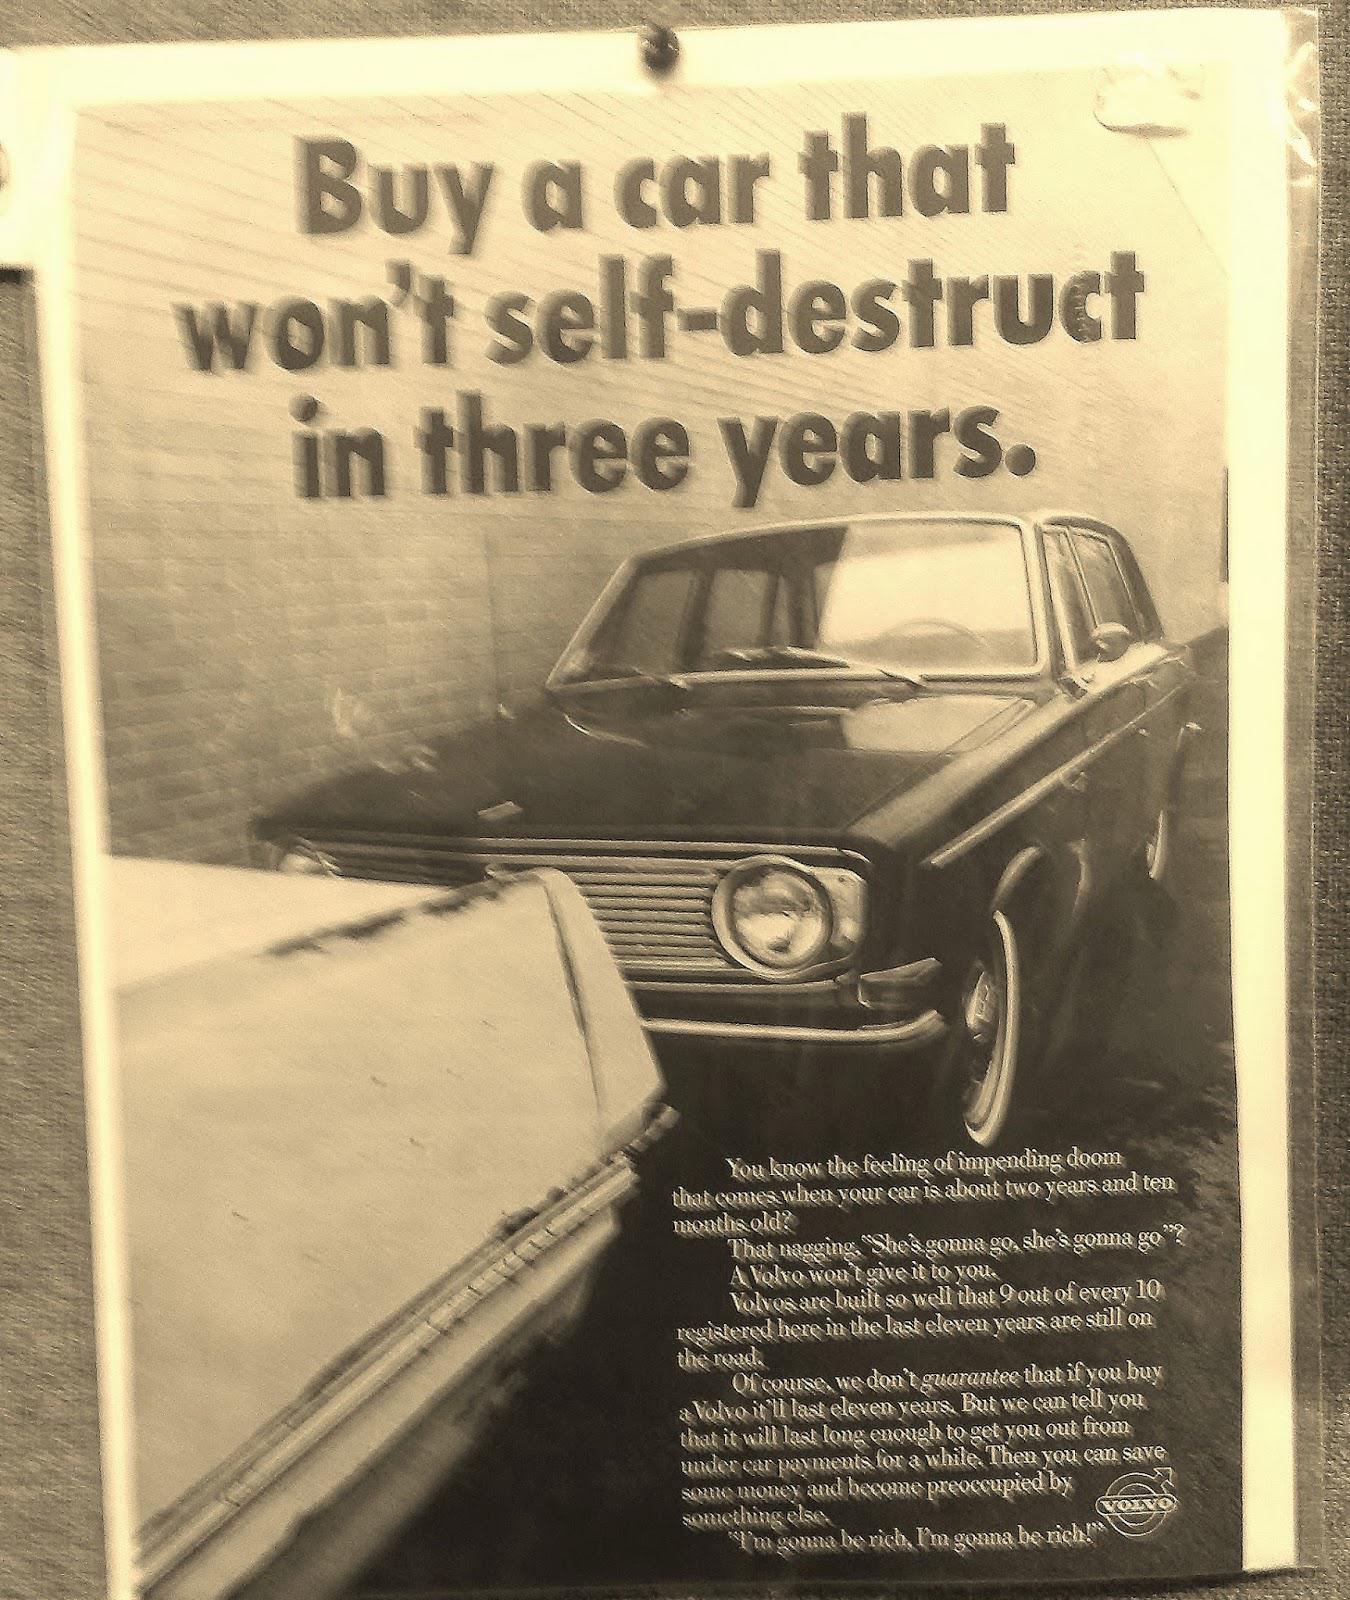 Buy a car that
won't self-destruct
in three years.
You know the feeling of impending doom
that comes when your car is about two years and ten
months old?
That nagging, "She's gonna go, she's gonna go"?
A Volvo won't give it to you.
Volvos are built so well that 9 out of every 10
registered here in the last eleven years are still on
the road.
Of course, we don't guarantee that if you buy
a Volvo it'll last eleven years. But we can tell you
that it will last long enough to get you out from
under car payments for a while. Then you can save
some money and become preoccupied by
something else.
"I'm gonna be rich, I'm gonna be rich!"
VOLVO